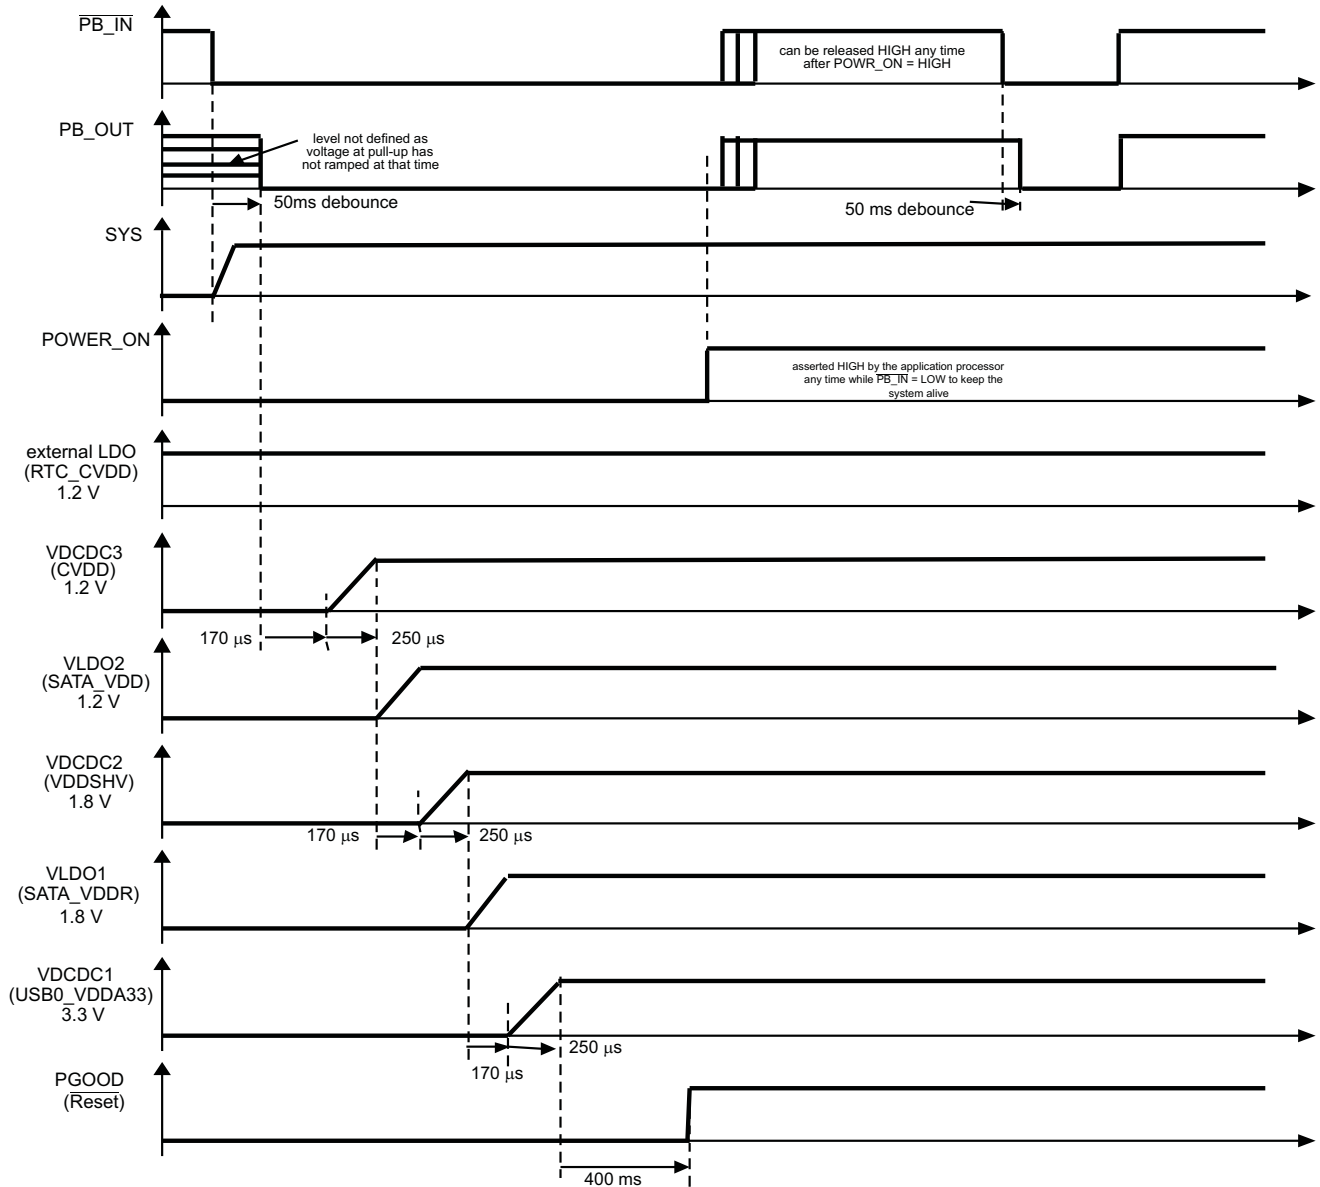 PB_IN
can be released HIGH any time
after POWR_ON = HIGH
PB_OUT
level not defined as
voltage at pull-up has
not ramped at that time
50ms debounce
50 ms debounce
SYS
POWER_ON
asserted HIGH by the application processor
any time while PB_IN = LOW to keep the
system alive
external LDO
(RTC_CVDD)
1.2 V
VDCDC3
(CVDD)
1.2 V
170 μs
250 μs
VLDO2
(SATA_VDD)
1.2 V
VDCDC2
(VDDSHV)
1.8 V
170 μs
250 μs
VLDO1
(SATA_VDDR)
1.8 V
VDCDC1
(USB0_VDDA33)
3.3 V
250 μs
170 μs
PGOOD
(Reset)
400 ms